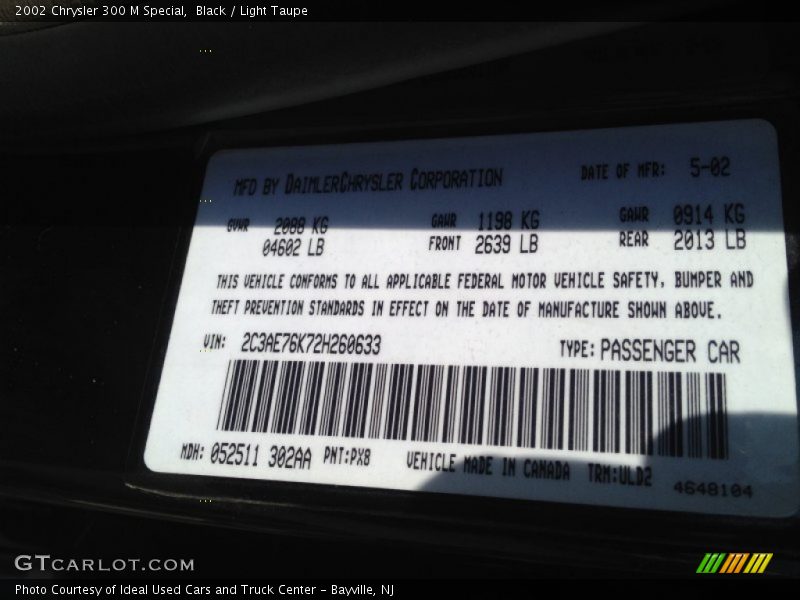 2002 Chrysler 300 M Special,  Black / Light Taupe
MFD BY DAIMLERCHRYSLER CORPORATION DATE OF MFR: 5-02
GVWR 2088 KG GAWR 1198 KG GAWR 0914 KG
04602 LB FRONT 2639 LB REAR 2013 LB
THIS VEHICLE CONFORMS TO ALL APPLICABLE FEDERAL MOTOR VEHICLE SAFETY, BUMPER AND
THEFT PREVENTION STANDARDS IN EFFECT ON THE DATE OF MANUFACTURE SHOWN ABOVE.
VIN: 2C3AE76K72H260633 TYPE: PASSENGER CAR
MDH: 052511 302AA PNT:PX8 VEHICLE MADE IN CANADA TRM:ULD2 4648104
GTCARLOT.COM
Photo Courtesy of Ideal Used Cars and Truck Center - Bayville, NJ